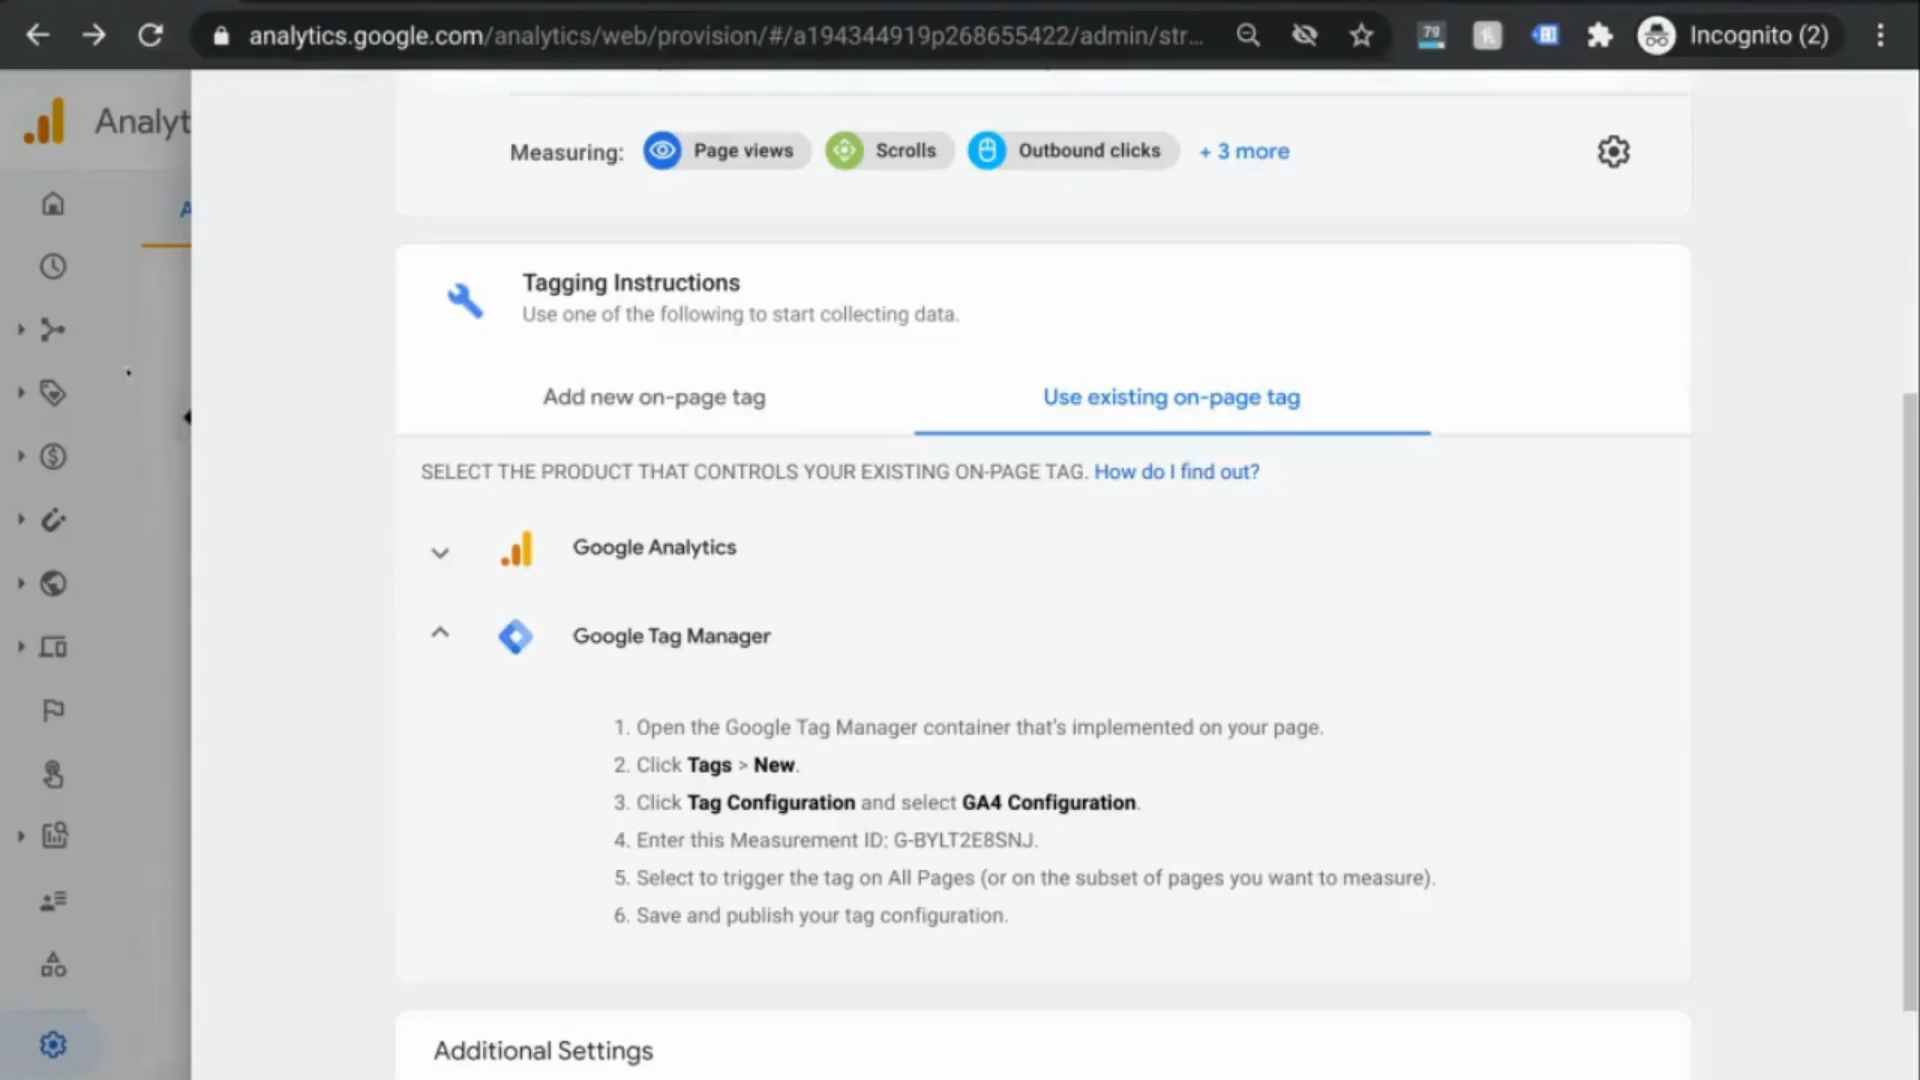 analytics.google.com/analytics/web/provision/#/a194344919p268655422/admin/str...
79
Incognito (2)
Analyt
A
Measuring:
Page views
Scrolls
Outbound clicks
+ 3 more
Tagging Instructions
Use one of the following to start collecting data.
Add new on-page tag
Use existing on-page tag
SELECT THE PRODUCT THAT CONTROLS YOUR EXISTING ON-PAGE TAG. How do I find out?
Google Analytics
Google Tag Manager
1. Open the Google Tag Manager container that's implemented on your page.
2. Click Tags > New.
3. Click Tag Configuration and select GA4 Configuration.
4. Enter this Measurement ID: G-BYLT2E8SNJ.
5. Select to trigger the tag on All Pages (or on the subset of pages you want to measure).
6. Save and publish your tag configuration.
Additional Settings